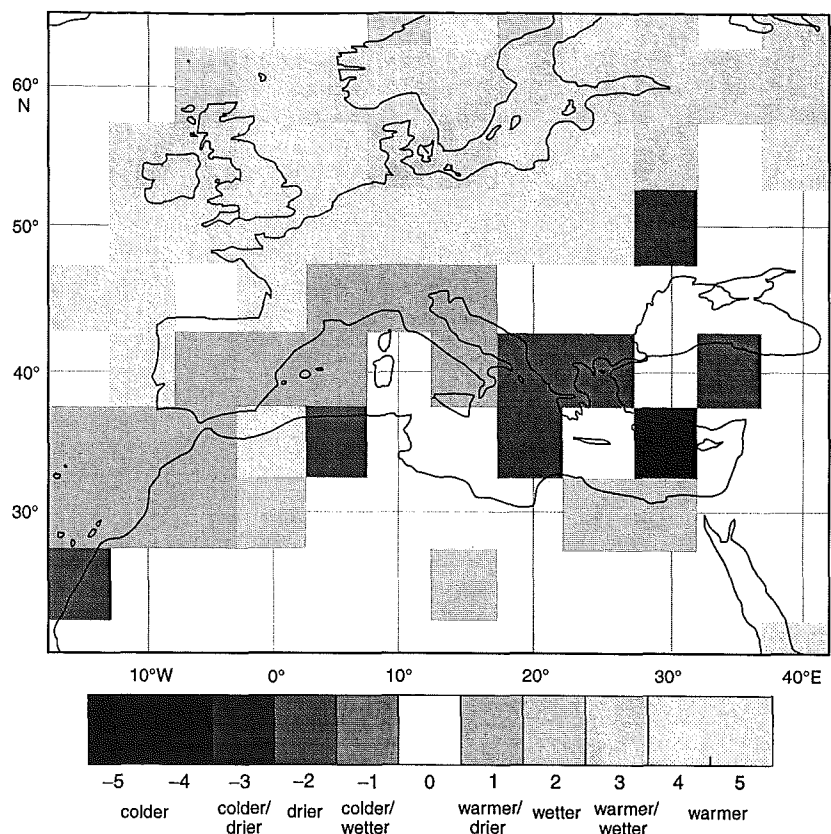 60°
N
50°
40°
30°
10°W 0° 10° 20° 30° 40°E
−5 −4 −3 −2 −1 0 1 2 3 4 5
colder colder/ drier colder/ warmer/ wetter warmer/ warmer
drier wetter drier wetter